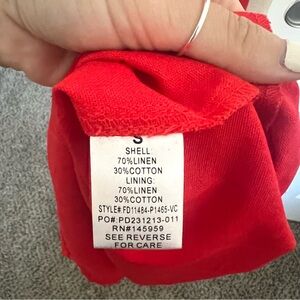 S
SHELL:
70%LINEN
30%COTTON
LINING:
70%LINEN
30%COTTON
STYLE#:FD11484-P1465-VC
PO#:PD231213-011
RN#145959
SEE REVERSE
FOR CARE